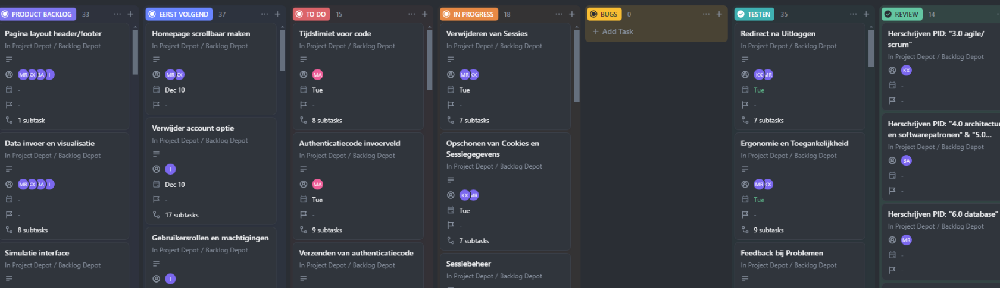 PRODUCT BACKLOG 33
Pagina layout header/footer
In Project Depot / Backlog Depot
MR BA I
-
-
1 subtask
Data invoer en visualisatie
In Project Depot / Backlog Depot
MR BA I
-
-
8 subtasks
Simulatie interface
In Project Depot / Backlog Depot
EERST VOLGEND 37
Homepage scrollbaar maken
In Project Depot / Backlog Depot
MR
Dec 10
-
Verwijder account optie
In Project Depot / Backlog Depot
I
Dec 10
-
17 subtasks
Gebruikersrollen en machtigingen
In Project Depot / Backlog Depot
I
TO DO 15
Tijdslimiet voor code
In Project Depot / Backlog Depot
MA
Tue
-
8 subtasks
Authenticatiecode invoerveld
In Project Depot / Backlog Depot
MA
Tue
-
9 subtasks
Verzenden van authenticatiecode
In Project Depot / Backlog Depot
IN PROGRESS 18
Verwijderen van Sessies
In Project Depot / Backlog Depot
MR
Tue
-
7 subtasks
Opschonen van Cookies en
Sessiegegevens
In Project Depot / Backlog Depot
KX MR
Tue
-
7 subtasks
Sessiebeheer
In Project Depot / Backlog Depot
BUGS 0
+ Add Task
TESTEN 35
Redirect na Uitloggen
In Project Depot / Backlog Depot
KX MR
Tue
-
7 subtasks
Ergonomie en Toegankelijkheid
In Project Depot / Backlog Depot
MR
Tue
-
9 subtasks
Feedback bij Problemen
In Project Depot / Backlog Depot
REVIEW 14
Herschrijven PID: "3.0 agile/
scrum"
In Project Depot / Backlog Depot
KX
-
-
Herschrijven PID: "4.0 architectuu
en softwarepatronen" & "5.0...
In Project Depot / Backlog Depot
BA
-
-
Herschrijven PID: "6.0 database"
In Project Depot / Backlog Depot
MR
-
-